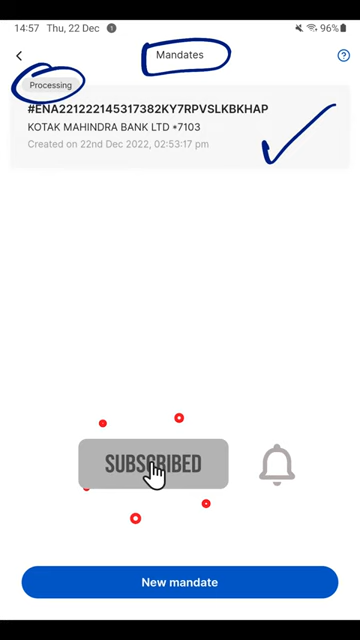 14:57 Thu, 22 Dec 96%
Mandates
Processing
#ENA221222145317382KY7RPVSLKBKHAP
KOTAK MAHINDRA BANK LTD *7103
Created on 22nd Dec 2022, 02:53:17 pm
SUBSCRIBED
New mandate